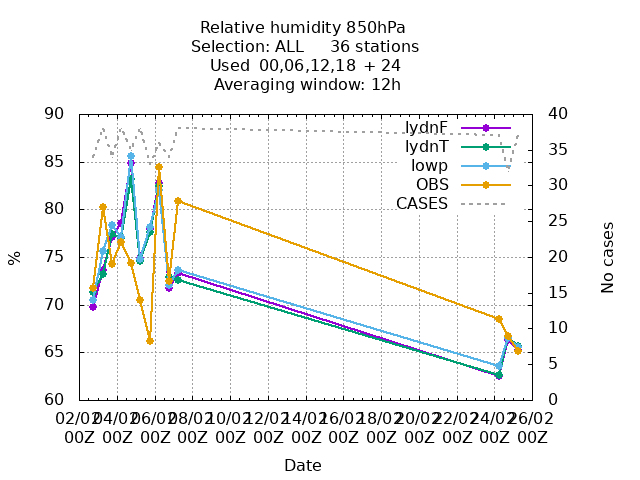 Relative humidity 850hPa
Selection: ALL 36 stations
Used 00,06,12,18 + 24
Averaging window: 12h
90
85
80
75
70
65
60
%
40
35
30
25
20
15
10
5
0
No cases
lydnF
lydnT
lowp
OBS
CASES
02/02 04/02 06/02 08/02 10/02 12/02 14/02 16/02 18/02 20/02 22/02 24/02 26/02
00Z 00Z 00Z 00Z 00Z 00Z 00Z 00Z 00Z 00Z 00Z 00Z 00Z
Date